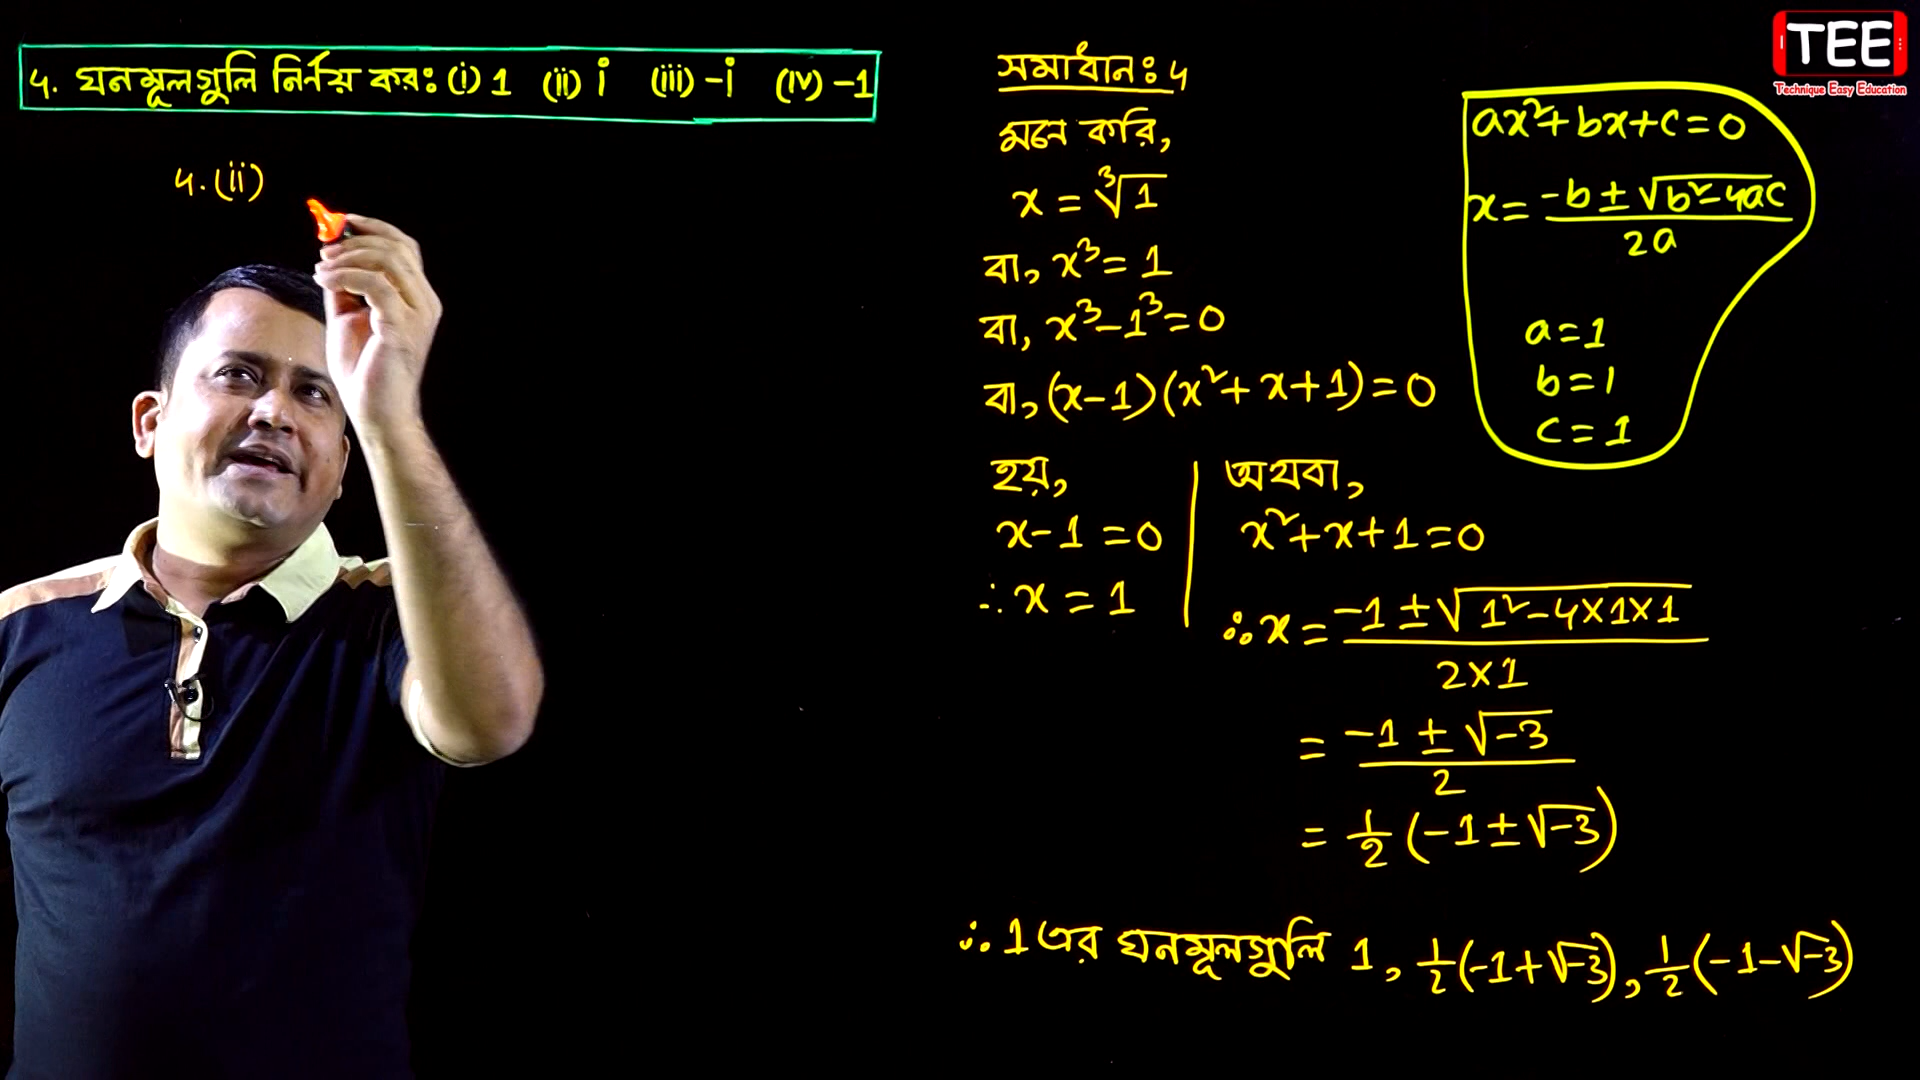 ৫. ঘনমূলগুলি নির্ণয় কর: (i) 1 (ii) i (iii) -i (iv) -1
৫.(ii)
সমাধান: ৫
মনে করি,
x = ∛1
বা, x³ = 1
বা, x³-1³=0
বা, (x-1)(x²+x+1)=0
হয়,
x-1=0
∴ x = 1
অথবা,
x²+x+1=0
∴ x = (-1 ± √(1²-4×1×1))/(2×1)
= (-1 ± √-3)/2
= 1/2 (-1 ± √-3)
∴ 1 এর ঘনমূলগুলি 1, 1/2(-1+√-3), 1/2(-1-√-3)
ax²+bx+c=0
x = (-b ± √(b²-4ac))/2a
a=1
b=1
c=1
TEE
Technique Easy Education